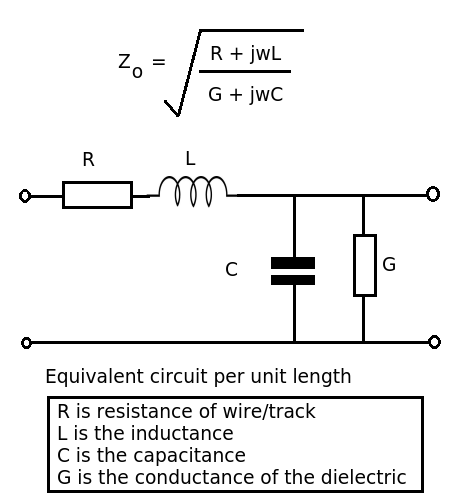 Zo = √
R + jwL
G + jwC
R
L
C
G
Equivalent circuit per unit length
R is resistance of wire/track
L is the inductance
C is the capacitance
G is the conductance of the dielectric